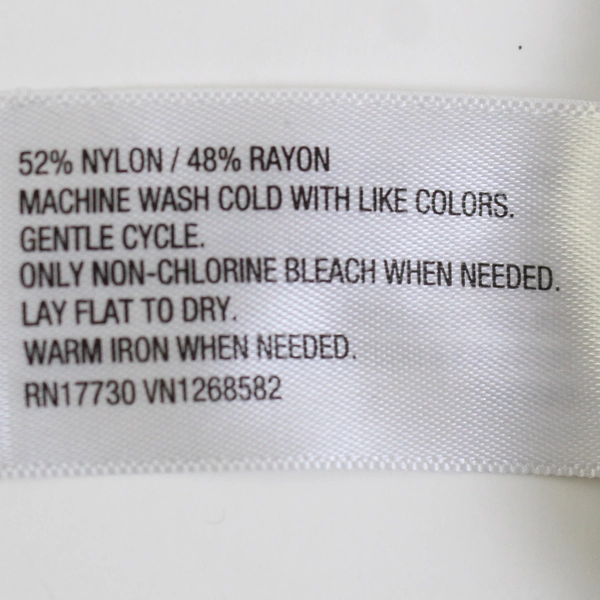 52% NYLON / 48% RAYON
MACHINE WASH COLD WITH LIKE COLORS.
GENTLE CYCLE.
ONLY NON-CHLORINE BLEACH WHEN NEEDED.
LAY FLAT TO DRY.
WARM IRON WHEN NEEDED.
RN17730 VN1268582